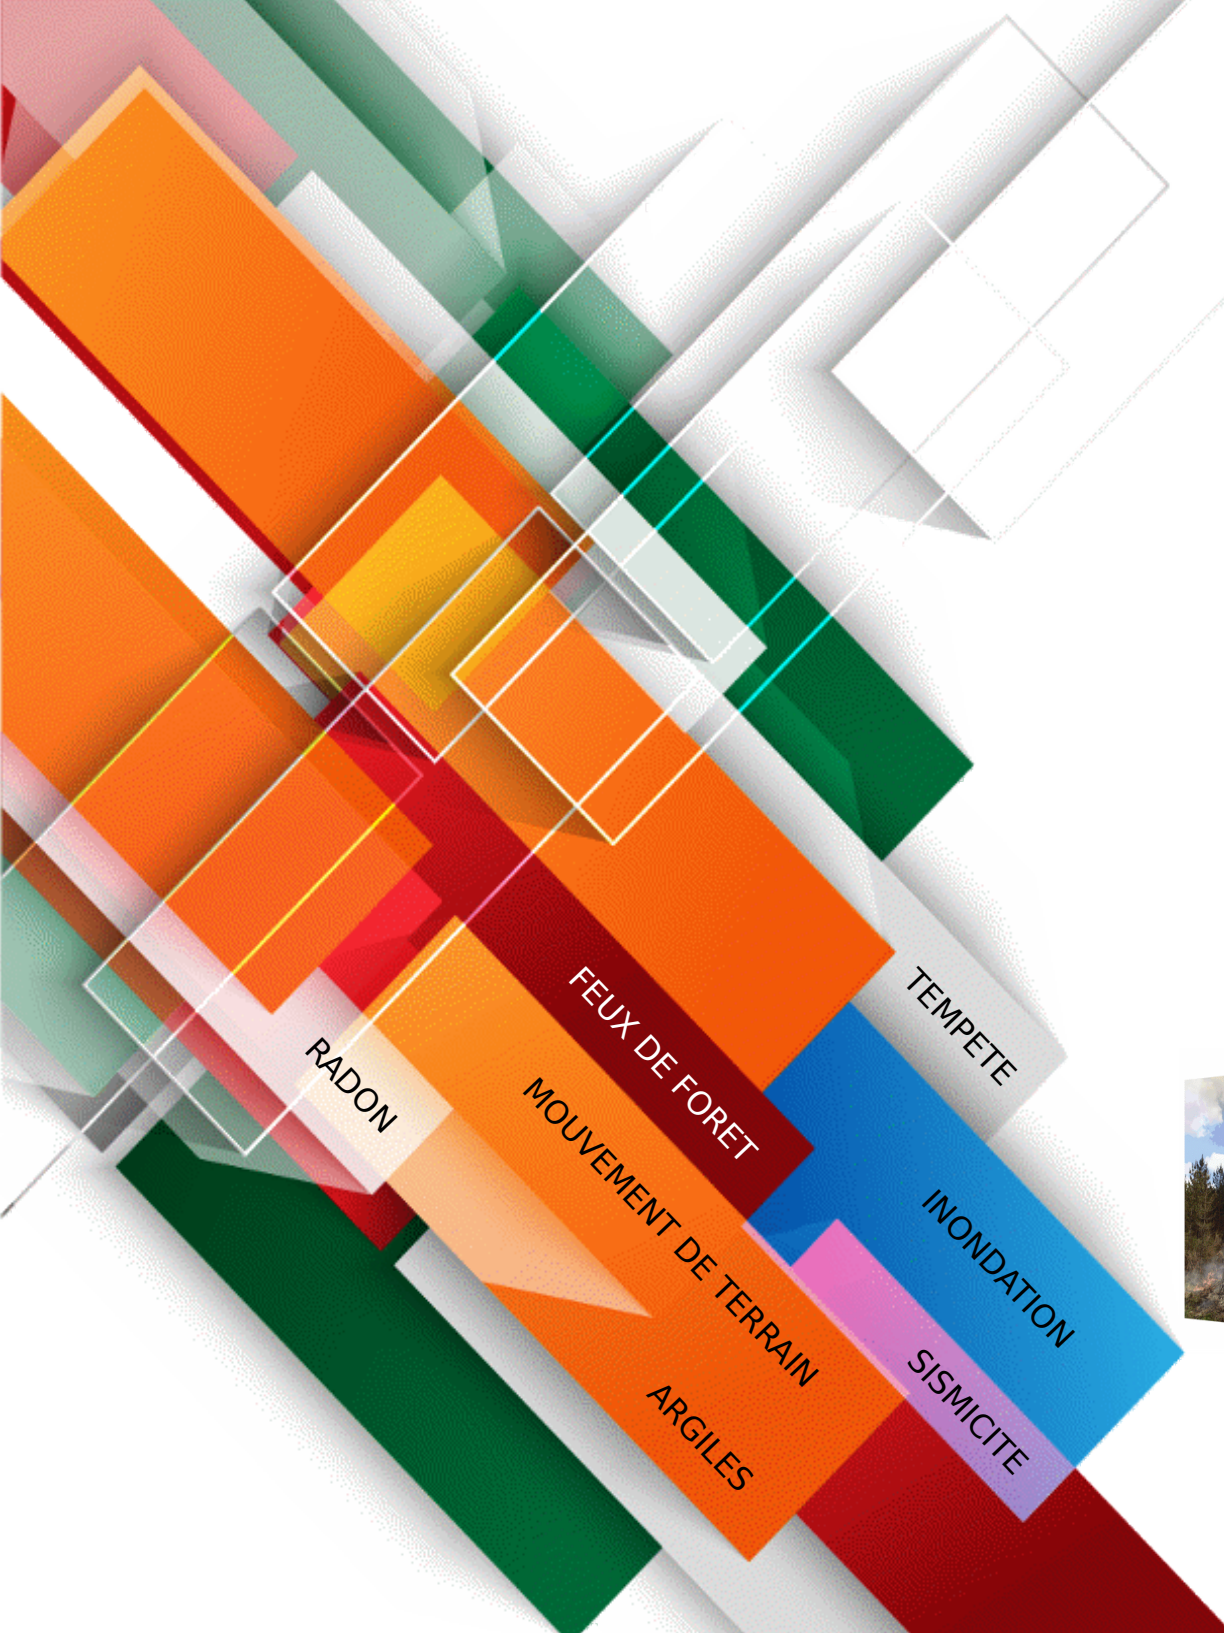 TEMPETE
FEUX DE FORET
RADON
MOUVEMENT DE TERRAIN
INONDATION
SISMICITE
ARGILES